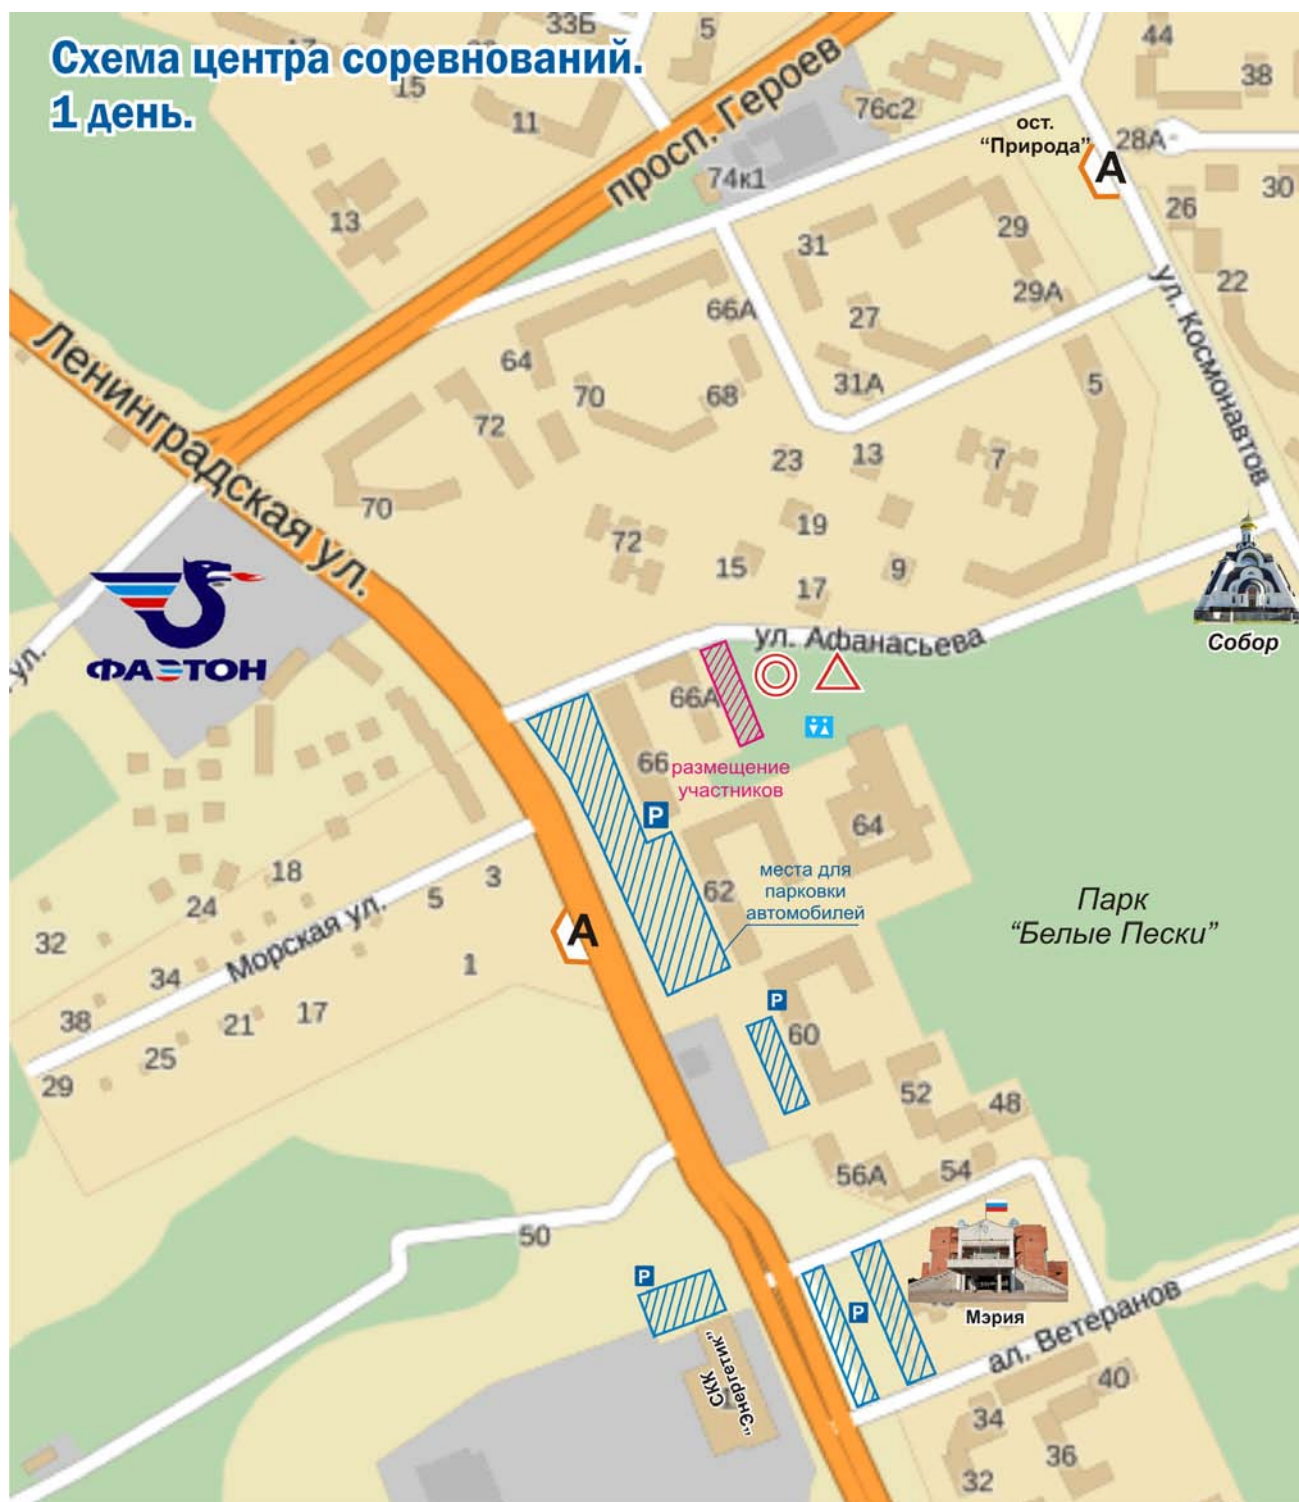 Схема центра соревнований.
1 день.
33Б
5
15
11
13
просп. Героев
74к1
76с2
44
38
ост.
“Природа”
А
28А
30
26
22
29
31
29А
27
66А
64
70
68
31А
72
5
ул. Космонавтов
Ленинградская ул.
70
23
13
7
19
72
15
17
9
ул. Афанасьева
Собор
ФАЭТОН
ул.
66А
66
размещение
участников
P
64
62
места для
парковки
автомобилей
Парк
“Белые Пески”
18
24
3
5
32
34
Морская ул.
1
А
38
21
17
25
29
P
60
52
48
56А
54
50
P
СКК
“Энергетик”
P
Мэрия
ал. Ветеранов
40
34
36
32